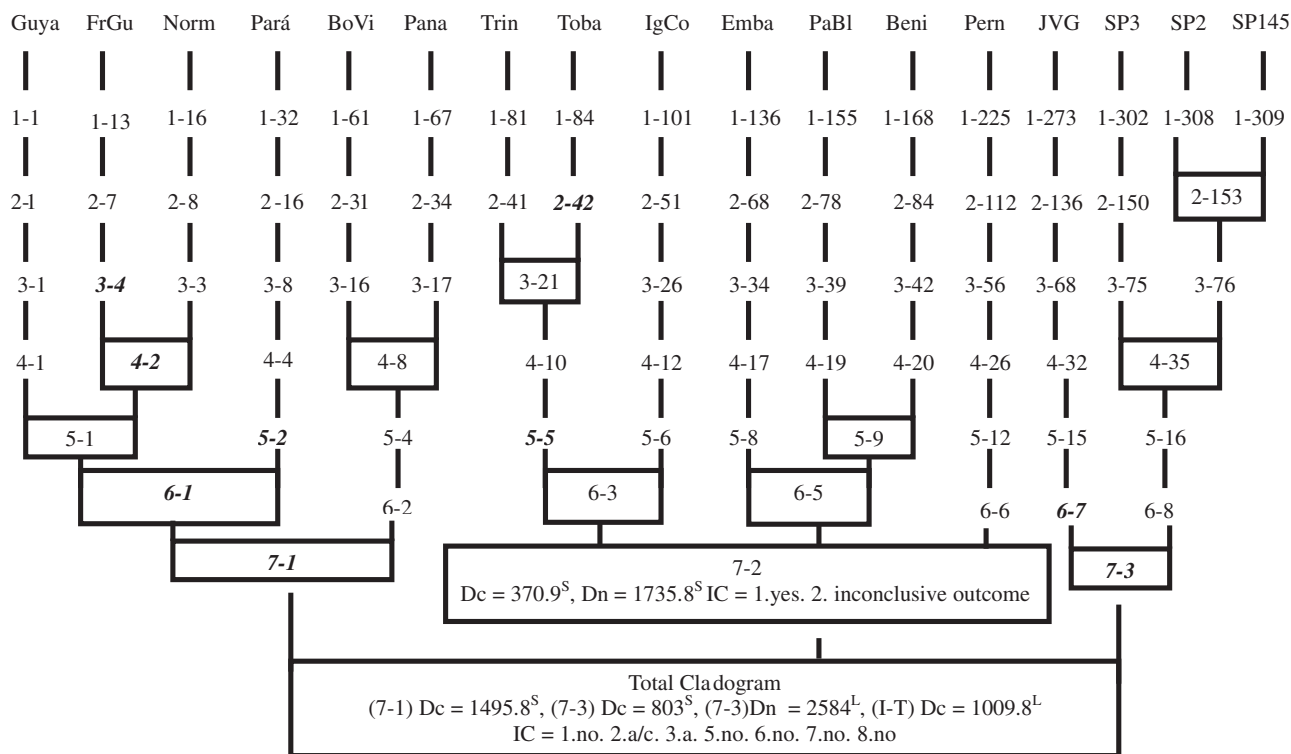 Guya FrGu Norm Pará BoVi Pana Trin Toba IgCo Emba PaBl Beni Pern JVG SP3 SP2 SP145
1-1 1-13 1-16 1-32 1-61 1-67 1-81 1-84 1-101 1-136 1-155 1-168 1-225 1-273 1-302 1-308 1-309
2-1 2-7 2-8 2-16 2-31 2-34 2-41 2-42 2-51 2-68 2-78 2-84 2-112 2-136 2-150 2-153
3-1 3-4 3-3 3-8 3-16 3-17 3-21 3-26 3-34 3-39 3-42 3-56 3-68 3-75 3-76
4-1 4-2 4-4 4-8 4-10 4-12 4-17 4-19 4-20 4-26 4-32 4-35
5-1 5-2 5-4 5-5 5-6 5-8 5-9 5-12 5-15 5-16
6-1 6-2 6-3 6-5 6-6 6-7 6-8
7-1 7-2 7-3
Dc = 370.9S, Dn = 1735.8S IC = 1.yes. 2. inconclusive outcome
Total Cladogram
(7-1) Dc = 1495.8S, (7-3) Dc = 803S, (7-3)Dn = 2584L, (I-T) Dc = 1009.8L
IC = 1.no. 2.a/c. 3.a. 5.no. 6.no. 7.no. 8.no